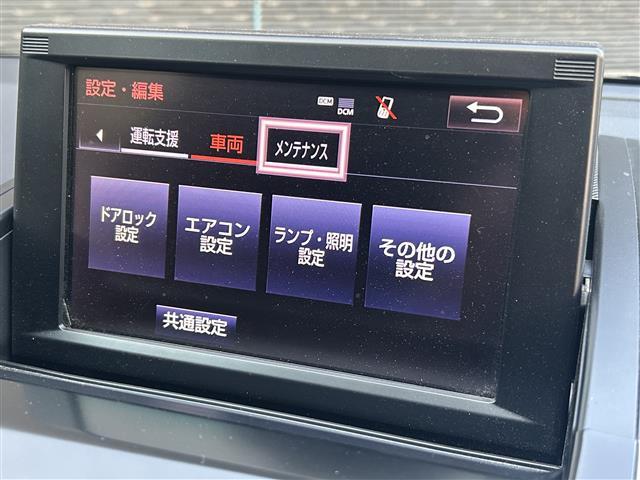 設定・編集
DCM
DCM
運転支援
車両
メンテナンス
ドアロック
設定
エアコン
設定
ランプ・照明
設定
その他の
設定
共通設定